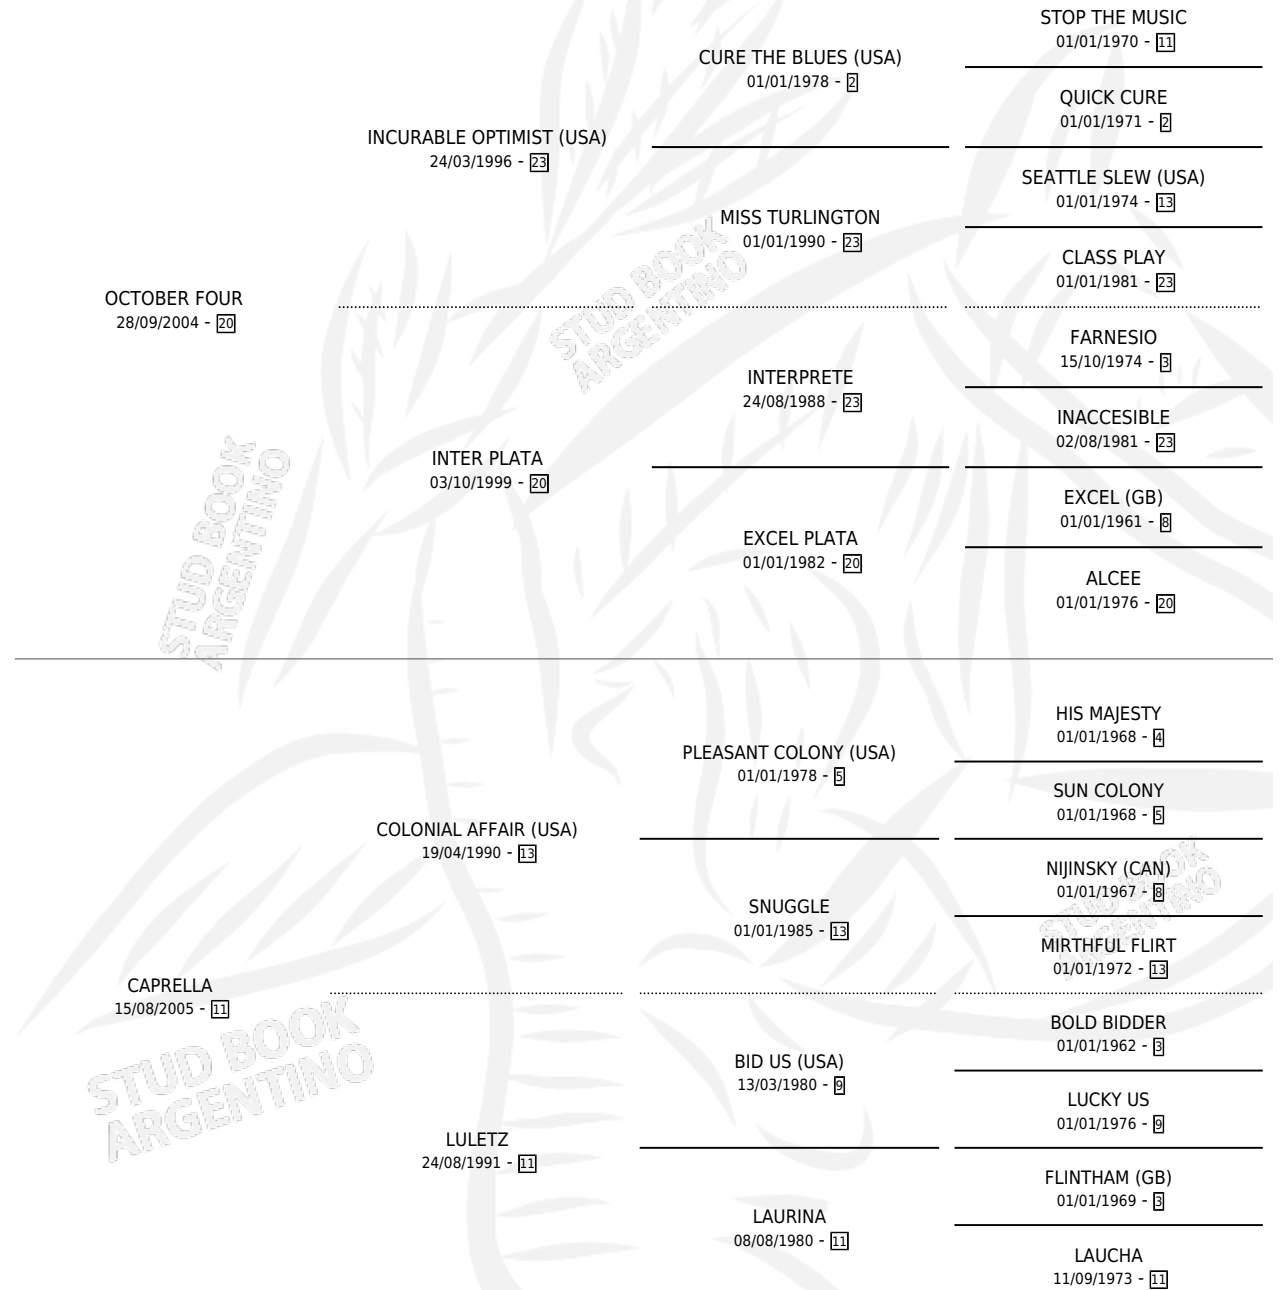 STOP THE MUSIC
01/01/1970 - 11
CURE THE BLUES (USA)
01/01/1978 - 2
QUICK CURE
01/01/1971 - 2
INCURABLE OPTIMIST (USA)
24/03/1996 - 23
SEATTLE SLEW (USA)
01/01/1974 - 13
MISS TURLINGTON
01/01/1990 - 23
CLASS PLAY
01/01/1981 - 23
OCTOBER FOUR
28/09/2004 - 20
STUD BOOK
ARGENTINO
FARNESIO
15/10/1974 - 3
INTERPRETE
24/08/1988 - 23
INACCESIBLE
02/08/1981 - 23
INTER PLATA
03/10/1999 - 20
EXCEL (GB)
01/01/1961 - 8
EXCEL PLATA
01/01/1982 - 20
ALCEE
01/01/1976 - 20
STUD BOOK
ARGENTINO
HIS MAJESTY
01/01/1968 - 4
PLEASANT COLONY (USA)
01/01/1978 - 5
SUN COLONY
01/01/1968 - 5
COLONIAL AFFAIR (USA)
19/04/1990 - 13
NIJINSKY (CAN)
01/01/1967 - 8
SNUGGLE
01/01/1985 - 13
STUD BOOK
ARGENTINO
MIRTHFUL FLIRT
01/01/1972 - 13
CAPRELLA
15/08/2005 - 11
STUD BOOK
ARGENTINO
BOLD BIDDER
01/01/1962 - 3
BID US (USA)
13/03/1980 - 9
LUCKY US
01/01/1976 - 9
LULETZ
24/08/1991 - 11
FLINTHAM (GB)
01/01/1969 - 3
LAURINA
08/08/1980 - 11
LAUCHA
11/09/1973 - 11